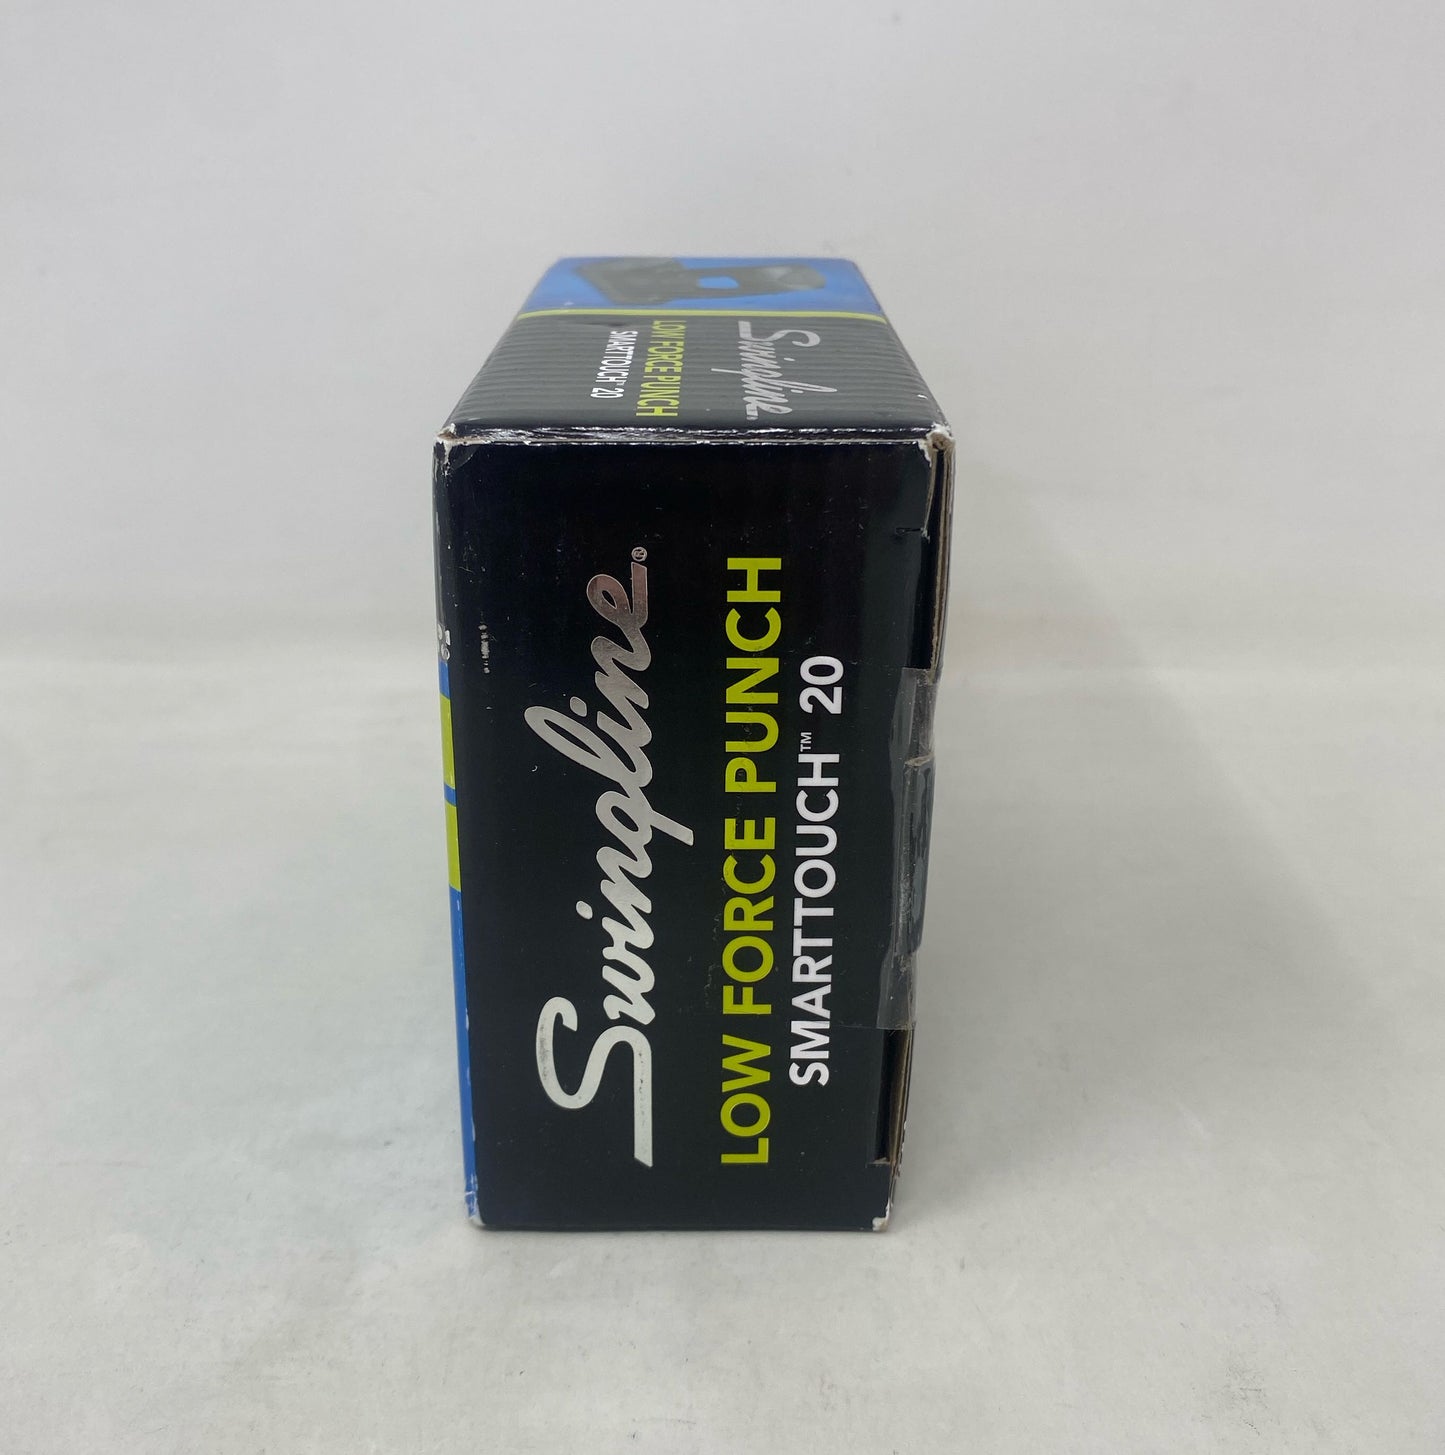 Swingline®
LOW FORCE PUNCH
SMARTTOUCH™ 20
Swingline
LOW FORCE PUNCH
SMARTTOUCH™ 20